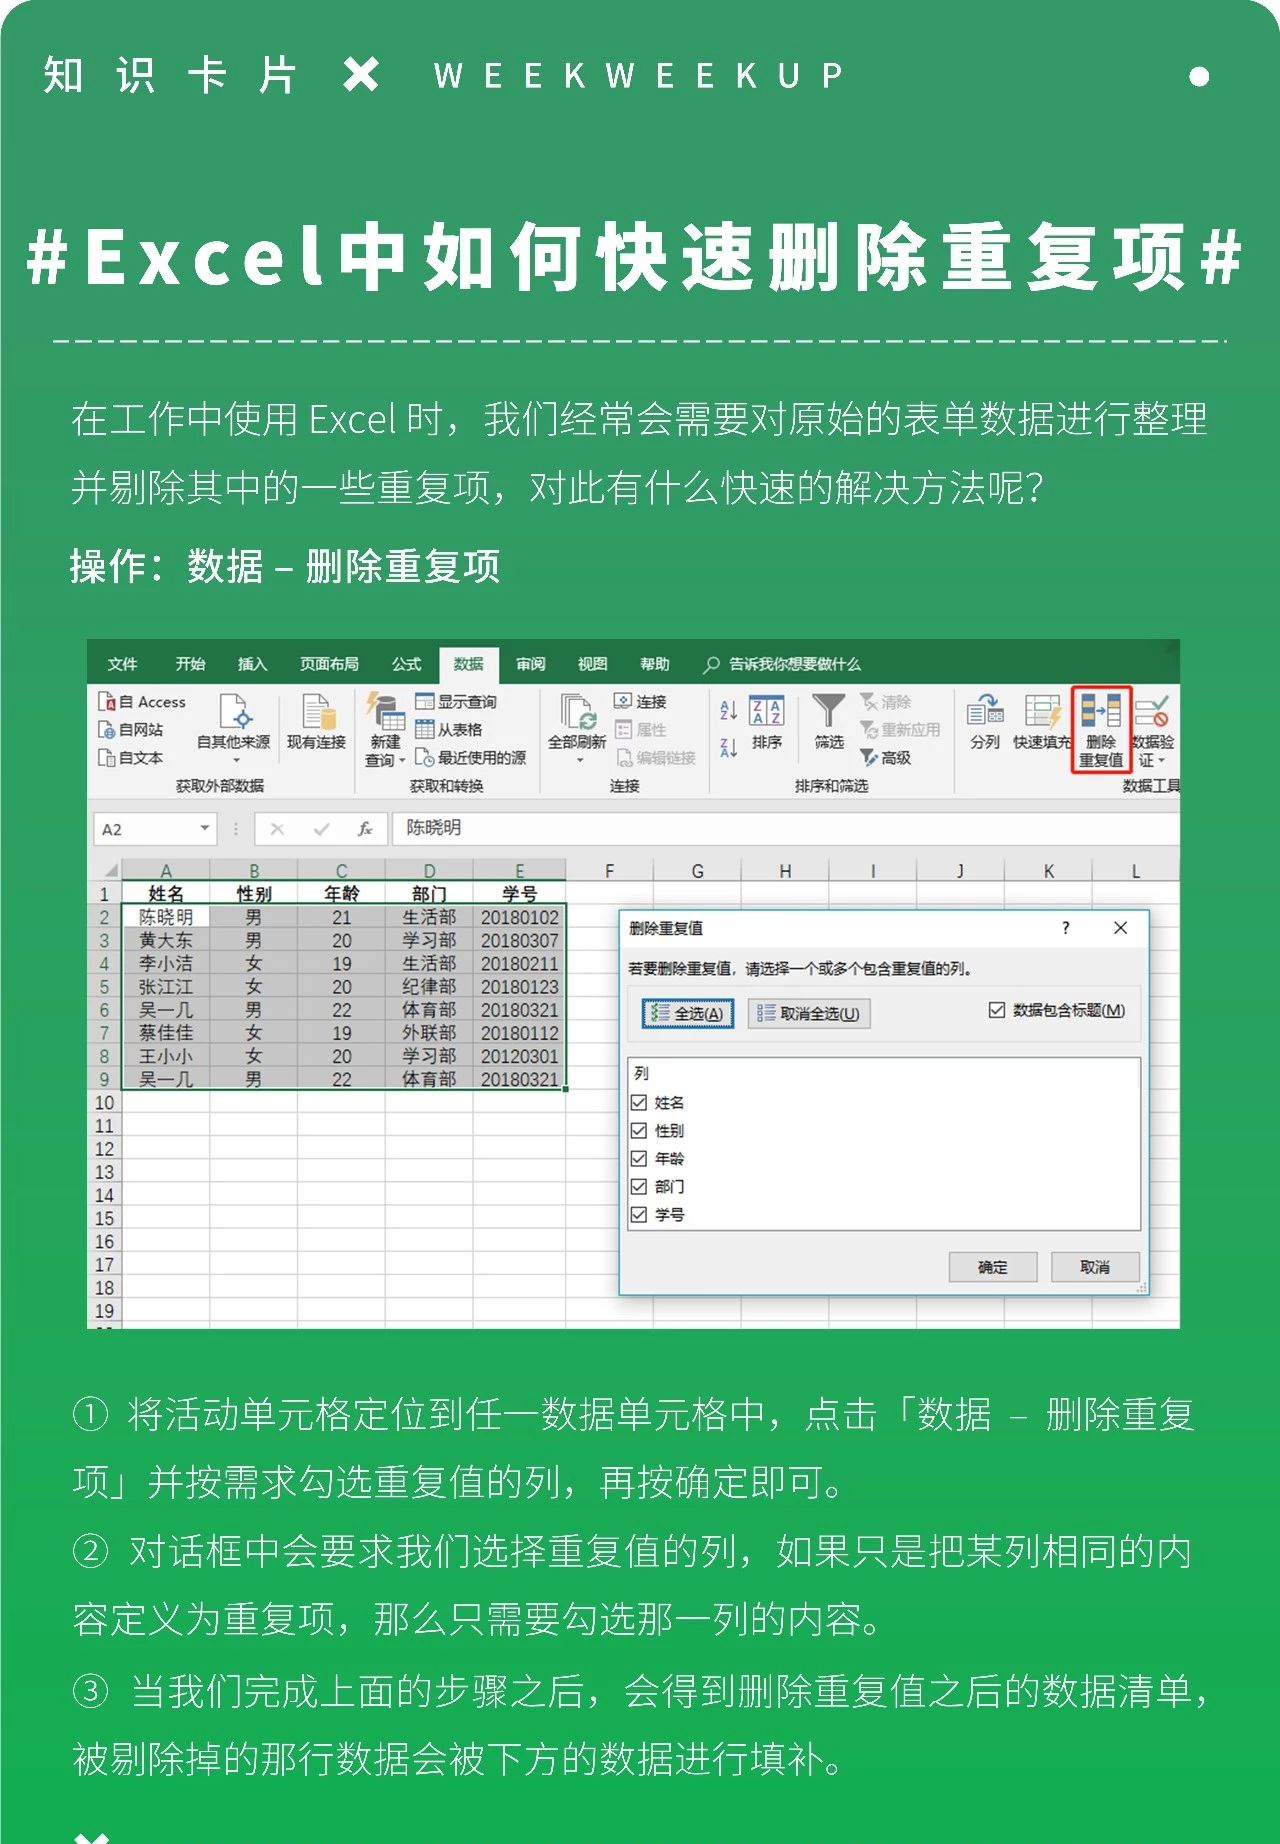 知识卡片 ✖ WEEKWEEKUP
#Excel中如何快速删除重复项#
在工作中使用 Excel 时，我们经常会需要对原始的表单数据进行整理
并剔除其中的一些重复项，对此有什么快速的解决方法呢？
操作：数据 – 删除重复项
文件 开始 插入 页面布局 公式 数据 审阅 视图 帮助 告诉我你想要做什么
自 Access
自网站
自文本
自其他来源
现有连接
获取外部数据
新建
查询
显示查询
从表格
最近使用的源
获取和转换
全部刷新
连接
属性
编辑链接
连接
排序
筛选
清除
重新应用
高级
排序和筛选
分列
快速填充
删除
重复值
数据验
证
数据工具
A2 fx 陈晓明
A B C D E F G H I J K L
1 姓名 性别 年龄 部门 学号
2 陈晓明 男 21 生活部 20180102
3 黄大东 男 20 学习部 20180307
4 李小洁 女 19 生活部 20180211
5 张江江 女 20 纪律部 20180123
6 吴一几 男 22 体育部 20180321
7 蔡佳佳 女 19 外联部 20180112
8 王小小 女 20 学习部 20120301
9 吴一几 男 22 体育部 20180321
10
11
12
13
14
15
16
17
18
19
删除重复值 ?
若要删除重复值，请选择一个或多个包含重复值的列。
全选(A) 取消全选(U) 数据包含标题(M)
列
姓名
性别
年龄
部门
学号
确定 取消
① 将活动单元格定位到任一数据单元格中，点击「数据 – 删除重复
项」并按需求勾选重复值的列，再按确定即可。
② 对话框中会要求我们选择重复值的列，如果只是把某列相同的内
容定义为重复项，那么只需要勾选那一列的内容。
③ 当我们完成上面的步骤之后，会得到删除重复值之后的数据清单，
被剔除掉的那行数据会被下方的数据进行填补。